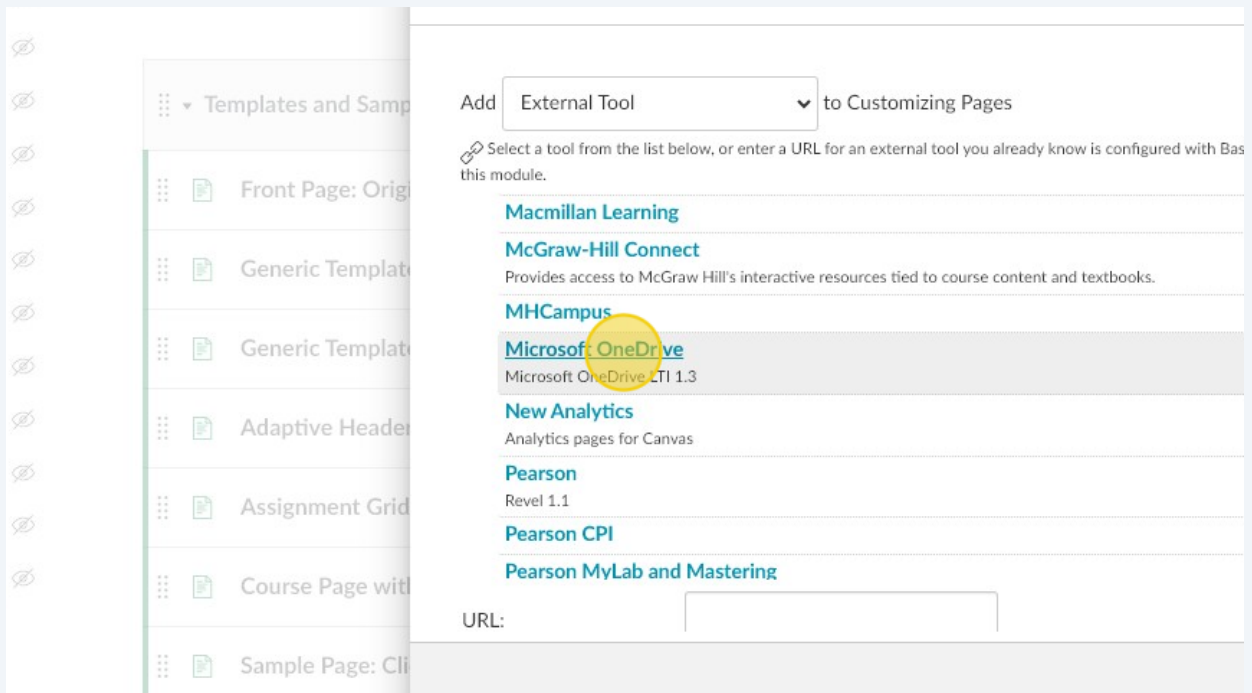 Templates and Samp
Front Page: Origi
Generic Template
Generic Template
Adaptive Header
Assignment Grid
Course Page with
Sample Page: Cli
Add External Tool to Customizing Pages
Select a tool from the list below, or enter a URL for an external tool you already know is configured with Bas
this module.
Macmillan Learning
McGraw-Hill Connect
Provides access to McGraw Hill's interactive resources tied to course content and textbooks.
MHCampus
Microsoft OneDrive
Microsoft OneDrive LTI 1.3
New Analytics
Analytics pages for Canvas
Pearson
Revel 1.1
Pearson CPI
Pearson MyLab and Mastering
URL: